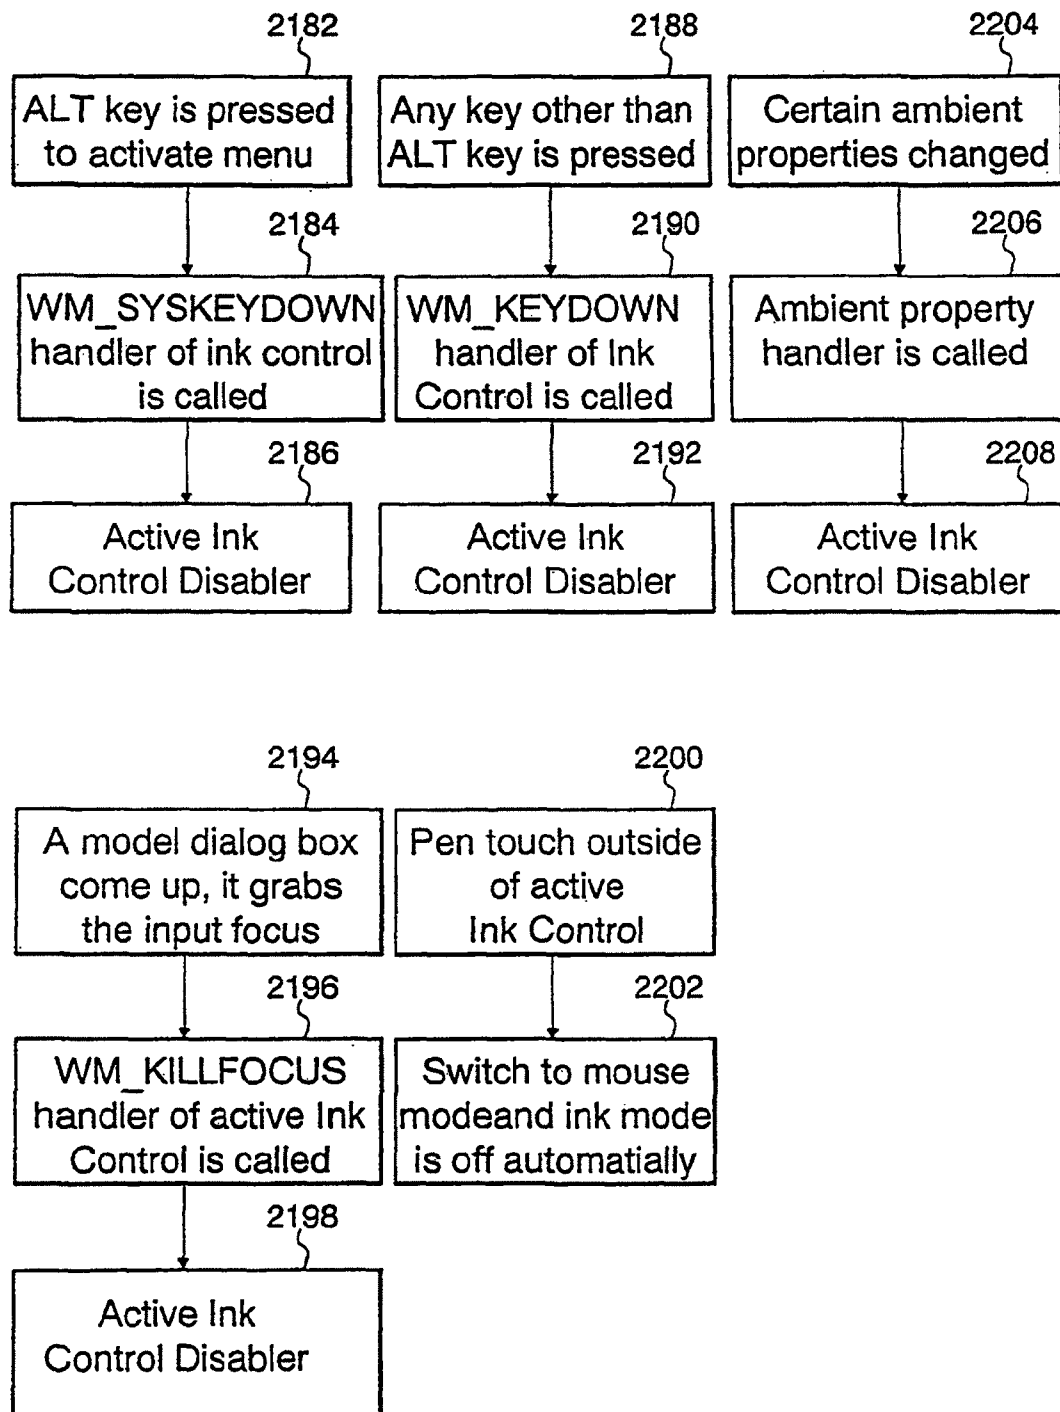 2182
ALT key is pressed
to activate menu
2184
WM_SYSKEYDOWN
handler of ink control
is called
2186
Active Ink
Control Disabler
2188
Any key other than
ALT key is pressed
2190
WM_KEYDOWN
handler of Ink
Control is called
2192
Active Ink
Control Disabler
2204
Certain ambient
properties changed
2206
Ambient property
handler is called
2208
Active Ink
Control Disabler
2194
A model dialog box
come up, it grabs
the input focus
2196
WM_KILLFOCUS
handler of active Ink
Control is called
2198
Active Ink
Control Disabler
2200
Pen touch outside
of active
Ink Control
2202
Switch to mouse
modeand ink mode
is off automatially